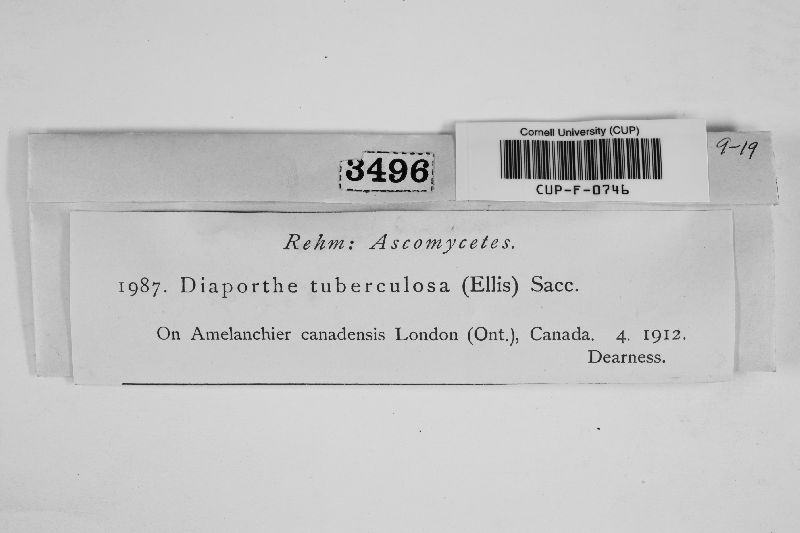 Cornell University (CUP)
CUP-F-0746
9-19
3496
Rehm: Ascomycetes.
1987. Diaporthe tuberculosa (Ellis) Sacc.
On Amelanchier canadensis London (Ont.), Canada. 4. 1912.
Dearness.